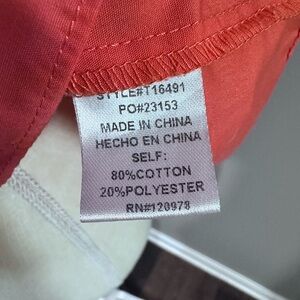 STYLE#T16491
PO#23153
MADE IN CHINA
HECHO EN CHINA
SELF:
80%COTTON
20%POLYESTER
RN#120978